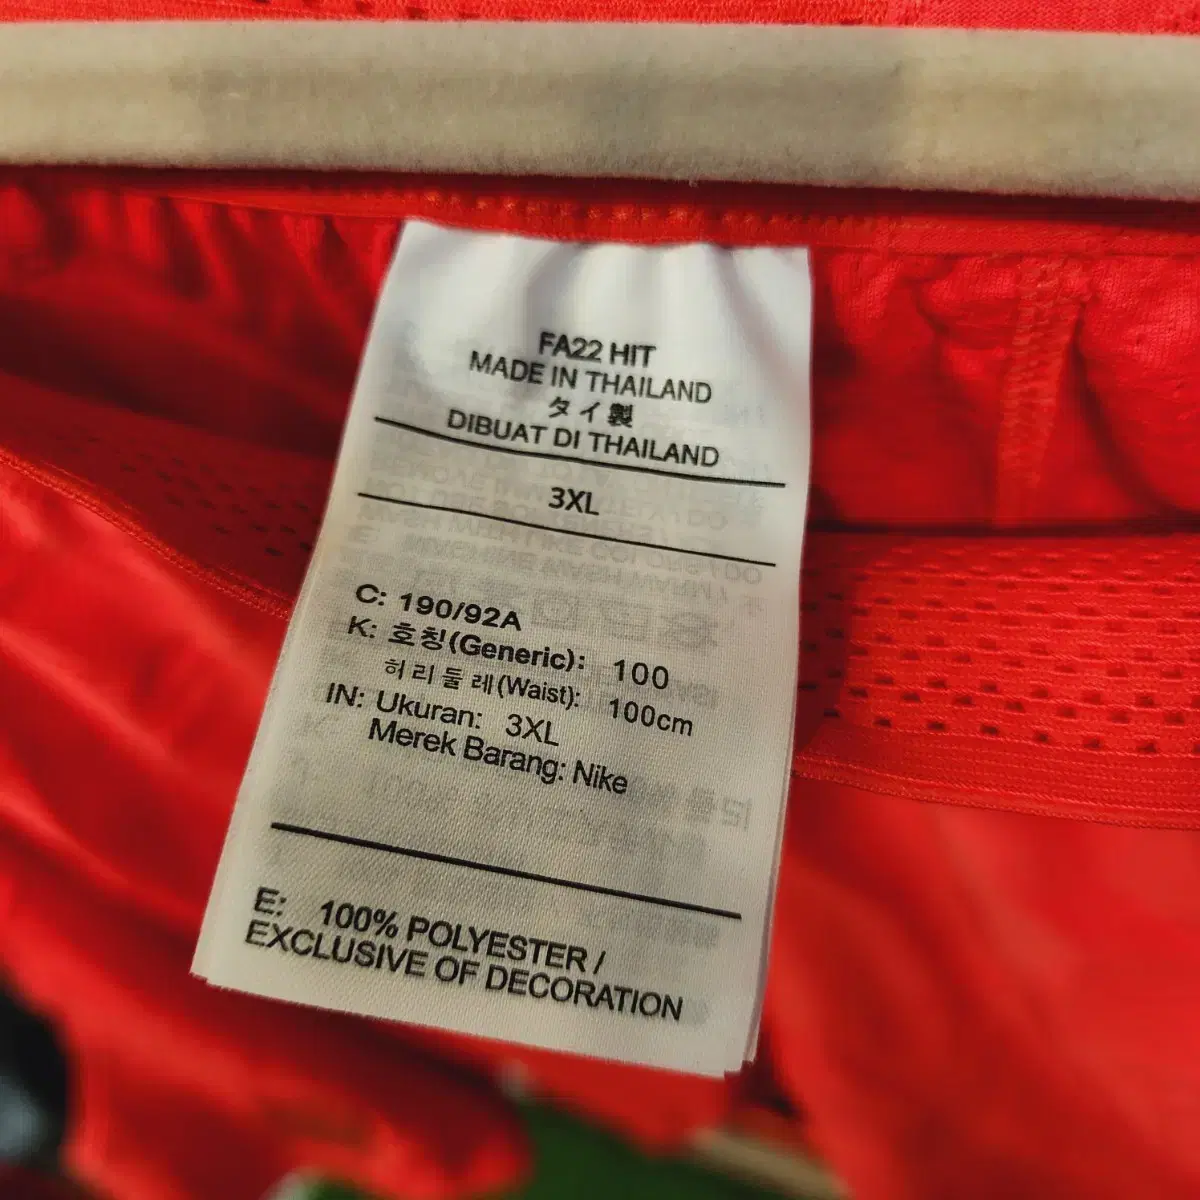 FA22 HIT
MADE IN THAILAND
タイ製
DIBUAT DI THAILAND
3XL
C: 190/92A
K: 호칭(Generic): 100
허리둘레(Waist): 100cm
IN: Ukuran: 3XL
Merek Barang: Nike
E: 100% POLYESTER /
EXCLUSIVE OF DECORATION